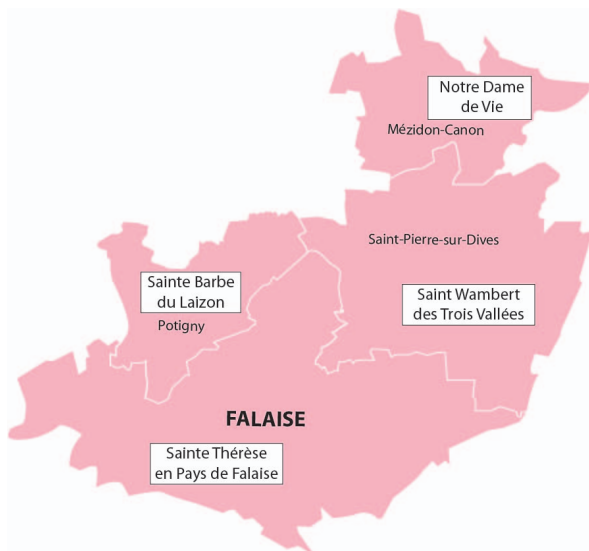 Notre Dame
de Vie
Mézidon-Canon
Saint-Pierre-sur-Dives
Sainte Barbe
du Laizon
Potigny
Saint Wambert
des Trois Vallées
FALAISE
Sainte Thérèse
en Pays de Falaise